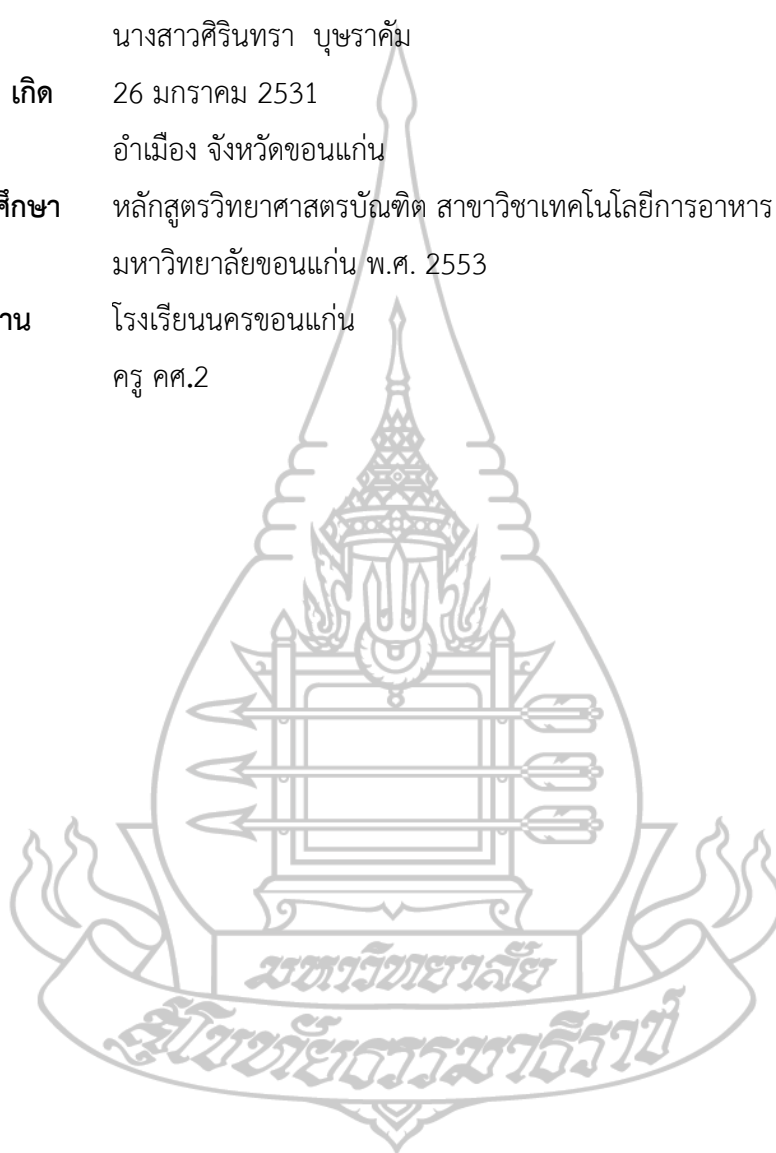 นางสาวศิรินทรา บุษราคัม
เกิด 26 มกราคม 2531
อำเมือง จังหวัดขอนแก่น
ศึกษา หลักสูตรวิทยาศาสตรบัณฑิต สาขาวิชาเทคโนโลยีการอาหาร
มหาวิทยาลัยขอนแก่น พ.ศ. 2553
าน โรงเรียนนครขอนแก่น
ครู คศ.2
มหาวิทยาลัย
สุโขทัยธรรมาธิราช